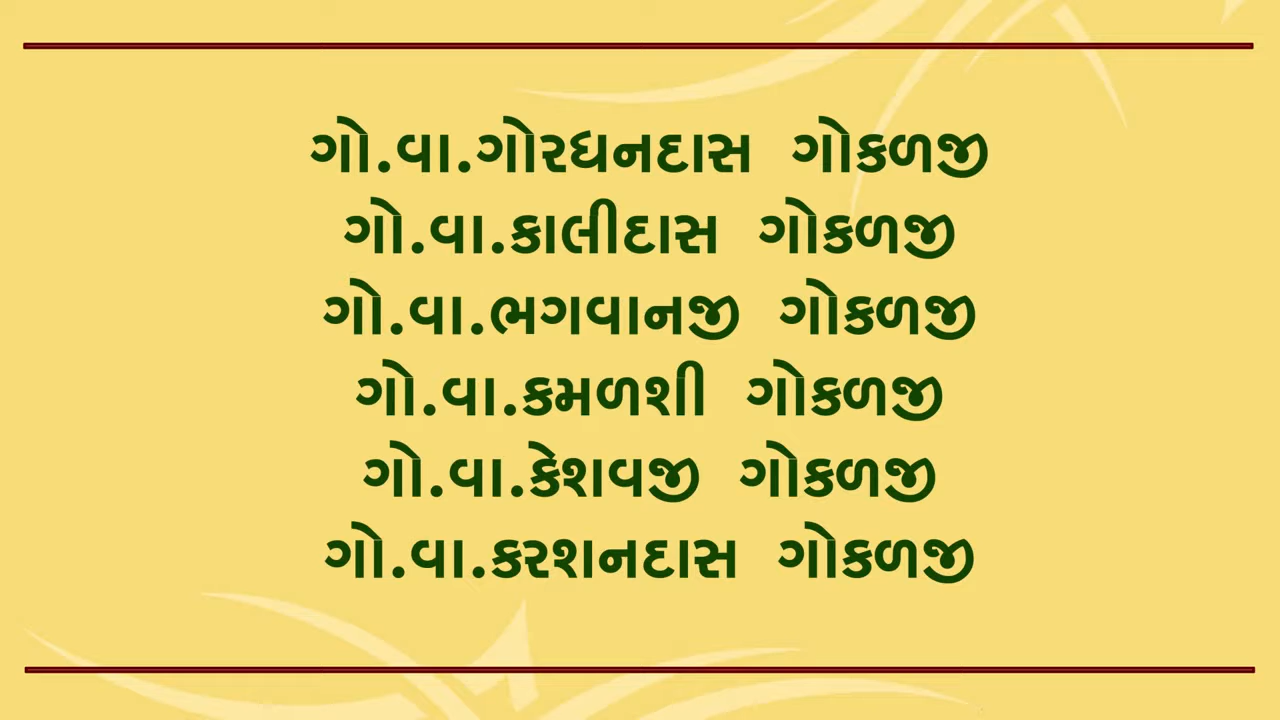 ગો.વા.ગોરધનદાસ ગોકળજી
ગો.વા.કાલીદાસ ગોકળજી
ગો.વા.ભગવાનજી ગોકળજી
ગો.વા.કમળશી ગોકળજી
ગો.વા.કેશવજી ગોકળજી
ગો.વા.કરશનદાસ ગોકળજી